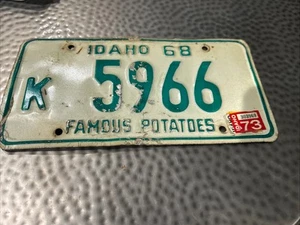 IDAHO 68
K 5966
FAMOUS POTATOES
73